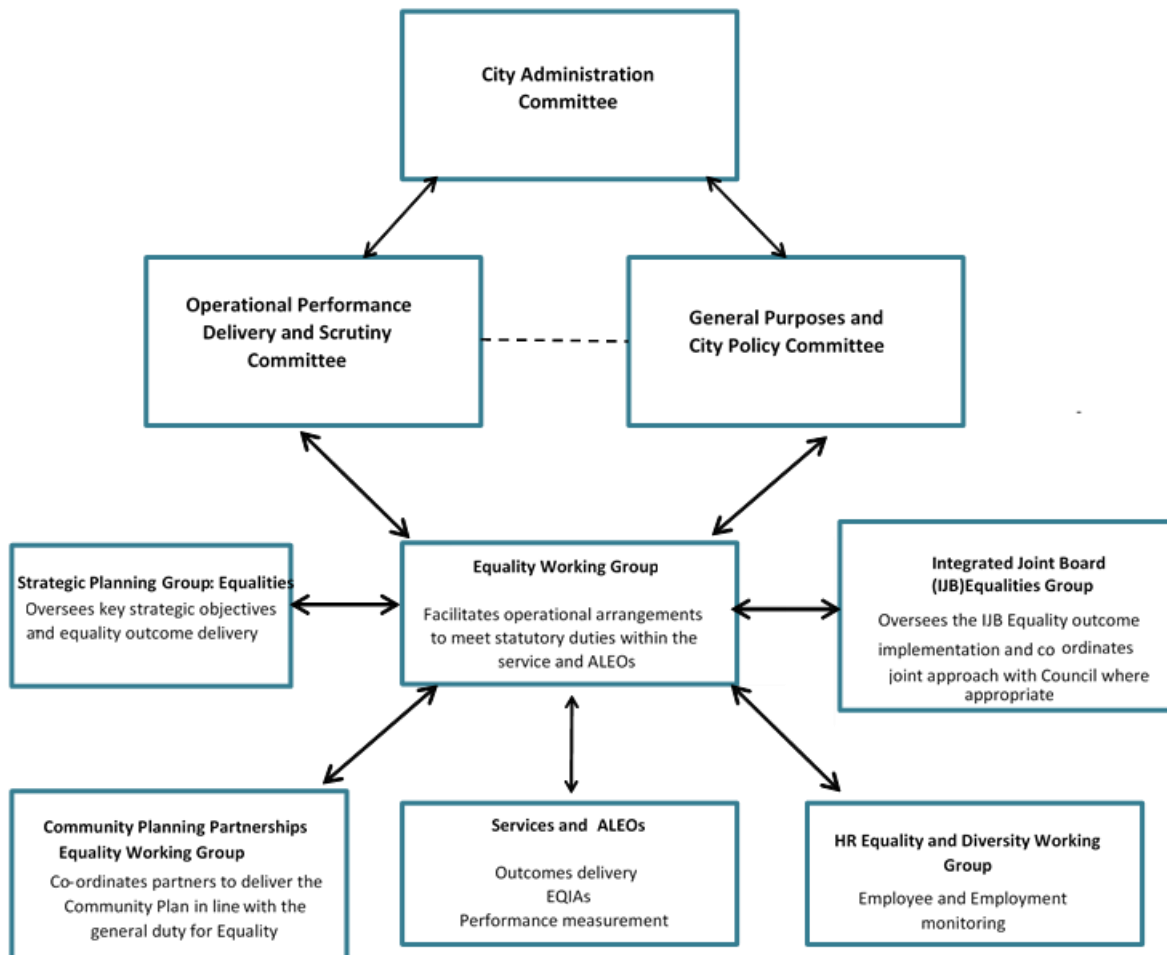 City Administration
Committee
Operational Performance
Delivery and Scrutiny
Committee
General Purposes and
City Policy Committee
Strategic Planning Group: Equalities
Oversees key strategic objectives
and equality outcome delivery
Equality Working Group
Facilitates operational arrangements
to meet statutory duties within the
service and ALEOs
Integrated Joint Board
(IJB)Equalities Group
Oversees the IJB Equality outcome
implementation and co ordinates
joint approach with Council where
appropriate
Community Planning Partnerships
Equality Working Group
Co-ordinates partners to deliver the
Community Plan in line with the
general duty for Equality
Services and ALEOs
Outcomes delivery
EQIAs
Performance measurement
HR Equality and Diversity Working
Group
Employee and Employment
monitoring